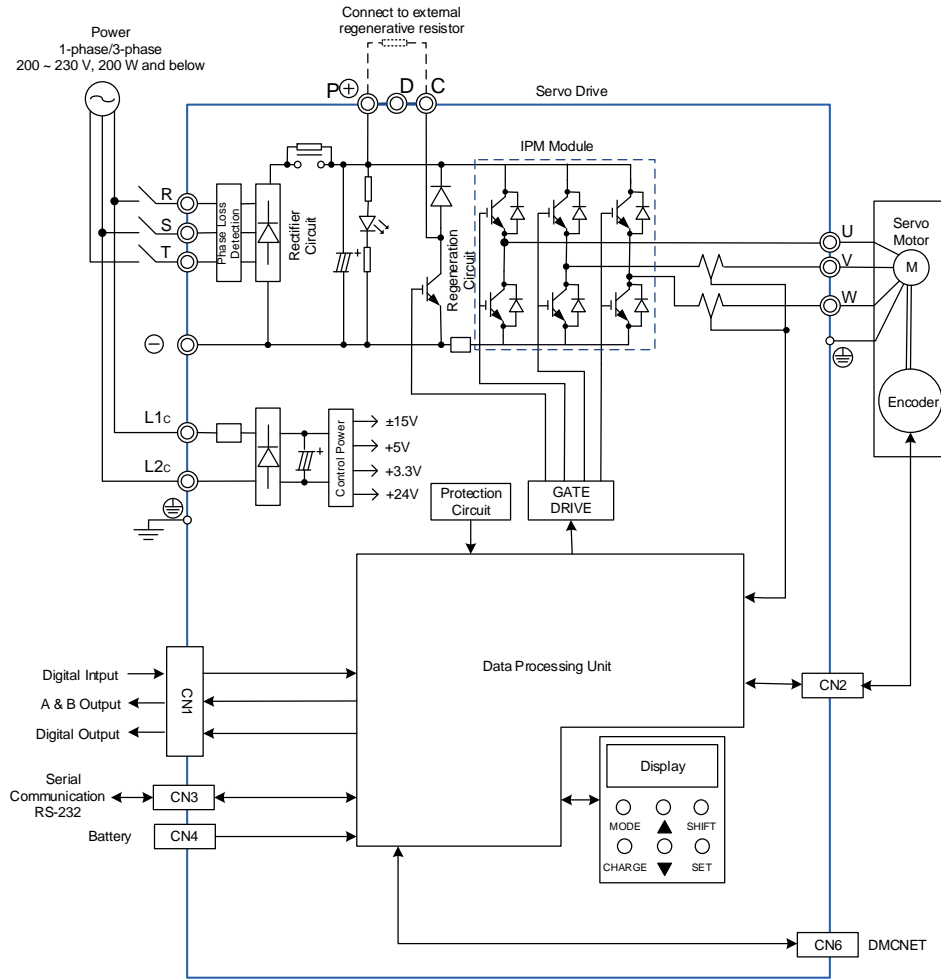 Connect to external
regenerative resistor
Power
1-phase/3-phase
200 ~ 230 V, 200 W and below
P⊕
D
C
Servo Drive
IPM Module
R
S
T
Phase Loss
Detection
Rectifier
Circuit
+
Regeneration
Circuit
U
V
W
Servo
Motor
M
Encoder
L1c
L2c
+
Control Power
±15V
+5V
+3.3V
+24V
Protection
Circuit
GATE
DRIVE
Data Processing Unit
Digital Intput
A & B Output
Digital Output
CN1
CN2
Serial
Communication
RS-232
CN3
Battery
CN4
Display
MODE
▲
SHIFT
CHARGE
▼
SET
CN6
DMCNET